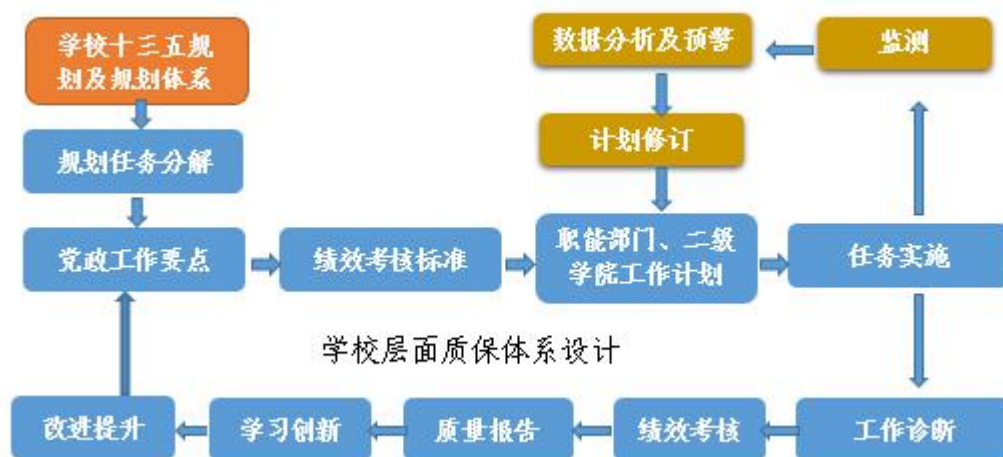 学校十三五规
划及规划体系
数据分析及预警
监测
规划任务分解
计划修订
党政工作要点
绩效考核标准
职能部门、二级
学院工作计划
任务实施
学校层面质保体系设计
改进提升
学习创新
质量报告
绩效考核
工作诊断